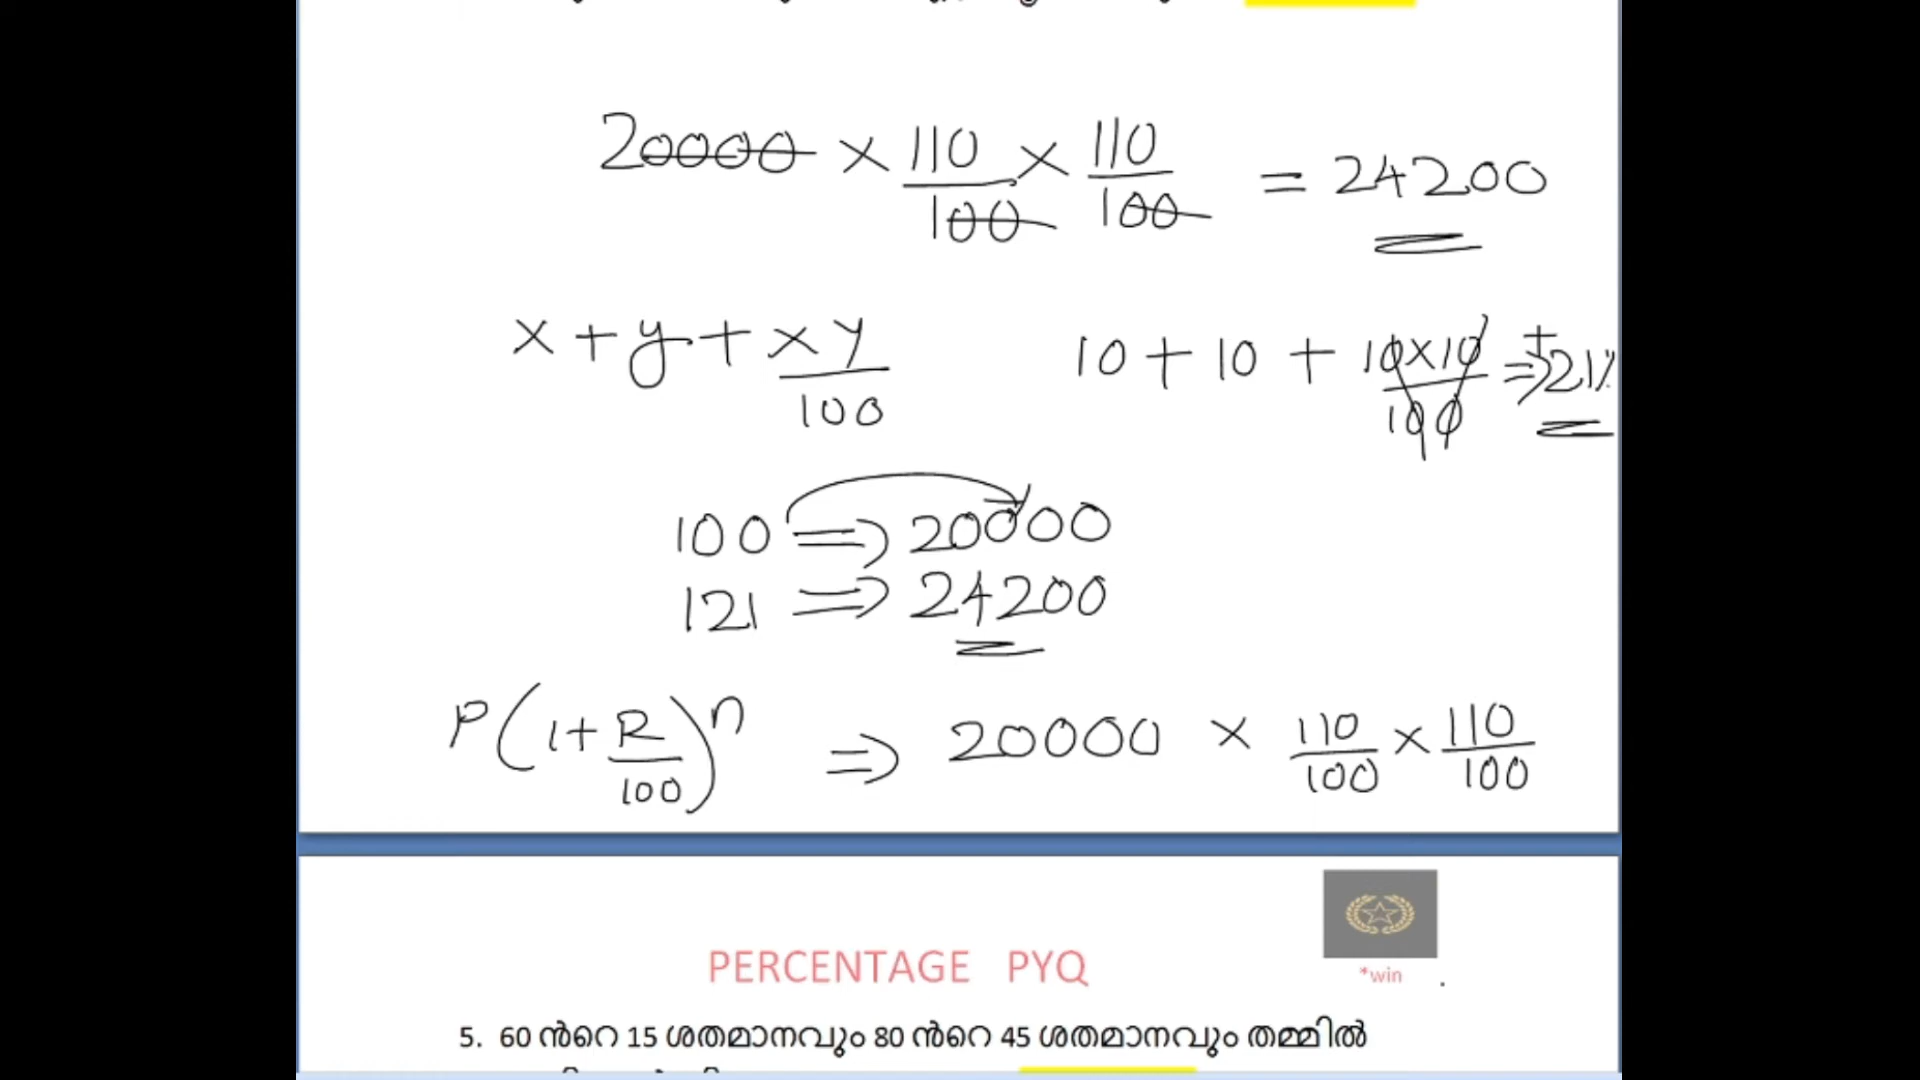 20000 × 110/100 × 110/100 = 24200
x + y + xy/100
10 + 10 + 10×10/100 ⇒ +21%
100 ⇒ 20000
121 ⇒ 24200
P(1+R/100)^n ⇒ 20000 × 110/100 × 110/100
*win
PERCENTAGE PYQ
5. 60 ൻറെ 15 ശതമാനവും 80 ൻറെ 45 ശതമാനവും തമ്മിൽ